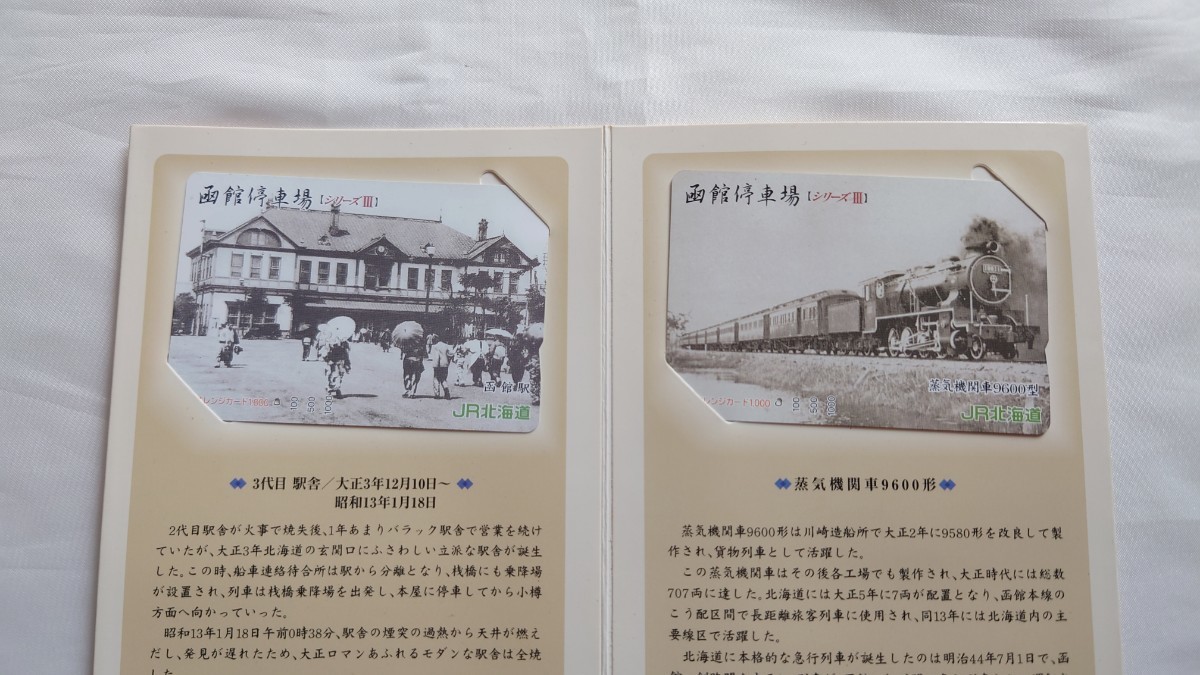 函館停車場【シリーズⅢ】
函館駅
レンジカード1000
100
500
1000
JR北海道
3代目 駅舎／大正3年12月10日〜
昭和13年1月18日
2代目駅舎が火事で焼失後、1年あまりバラック駅舎で営業を続け
ていたが、大正3年北海道の玄関口にふさわしい立派な駅舎が誕生
した。この時、船車連絡待合所は駅から分離となり、桟橋にも乗降場
が設置され、列車は桟橋乗降場を出発し、本屋に停車してから小樽
方面へ向かっていった。
昭和13年1月18日午前0時38分、駅舎の煙突の過熱から天井が燃え
だし、発見が遅れたため、大正ロマンあふれるモダンな駅舎は全焼
した
函館停車場【シリーズⅢ】
蒸気機関車9600型
レンジカード1000
100
500
1000
JR北海道
蒸気機関車9600形
蒸気機関車9600形は川崎造船所で大正2年に9580形を改良して製
作され、貨物列車として活躍した。
この蒸気機関車はその後各工場でも製作され、大正時代には総数
707両に達した。北海道には大正5年に7両が配置となり、函館本線の
こう配区間で長距離旅客列車に使用され、同13年には北海道内の主
要線区で活躍した。
北海道に本格的な急行列車が誕生したのは明治44年7月1日で、函